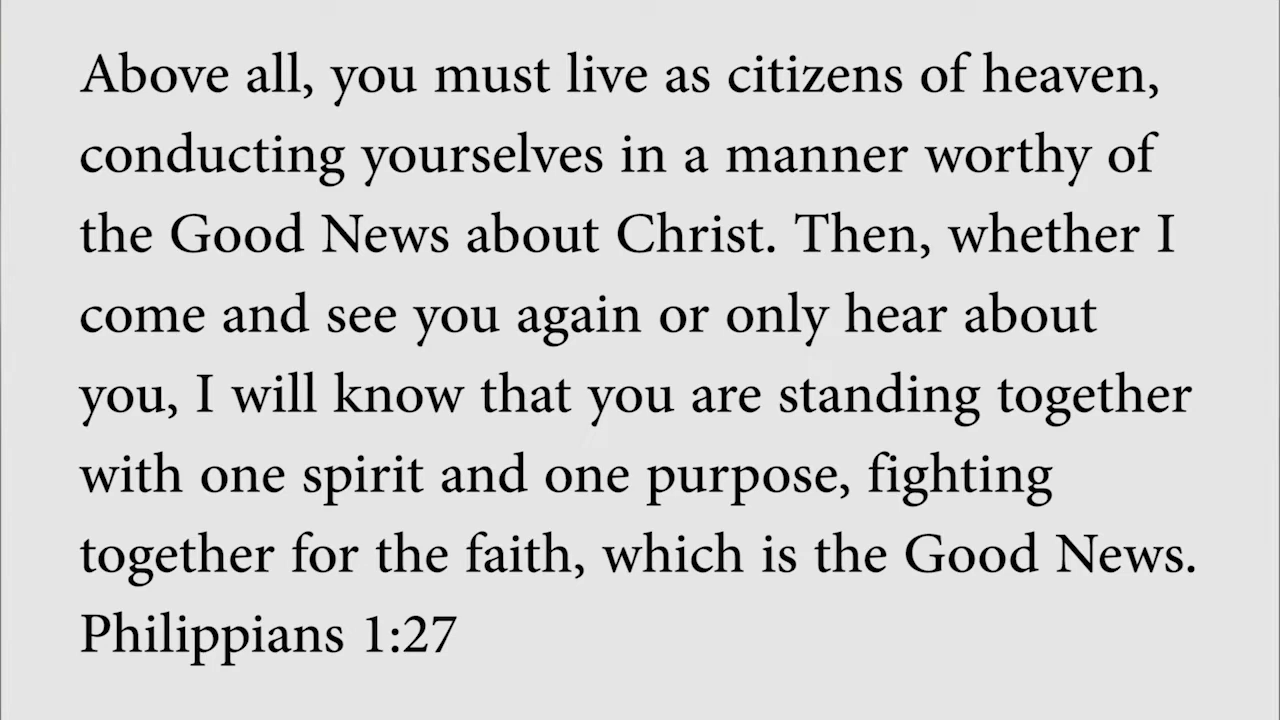 Above all, you must live as citizens of heaven,
conducting yourselves in a manner worthy of
the Good News about Christ. Then, whether I
come and see you again or only hear about
you, I will know that you are standing together
with one spirit and one purpose, fighting
together for the faith, which is the Good News.
Philippians 1:27